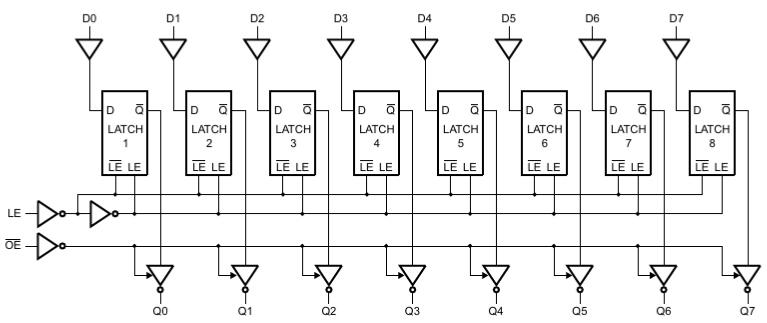 D0 D1 D2 D3 D4 D5 D6 D7
D Q̅ D Q̅ D Q̅ D Q̅ D Q̅ D Q̅ D Q̅ D Q̅
LATCH LATCH LATCH LATCH LATCH LATCH LATCH LATCH
1 2 3 4 5 6 7 8
L̅E̅ LE L̅E̅ LE L̅E̅ LE L̅E̅ LE L̅E̅ LE L̅E̅ LE L̅E̅ LE L̅E̅ LE
LE
O̅E̅
Q0 Q1 Q2 Q3 Q4 Q5 Q6 Q7